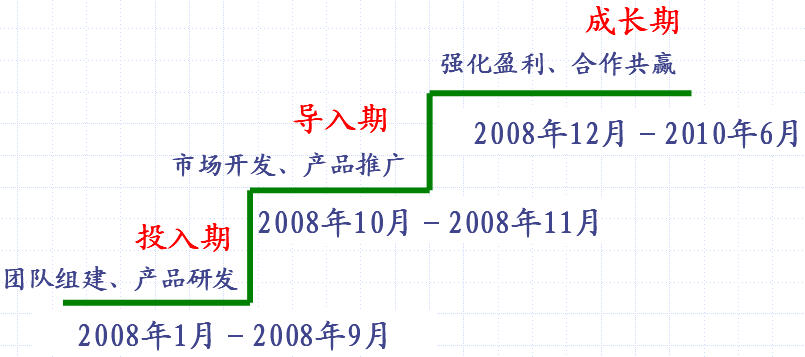 成长期
强化盈利、合作共赢
2008年12月－2010年6月
导入期
市场开发、产品推广
2008年10月－2008年11月
投入期
团队组建、产品研发
2008年1月－2008年9月